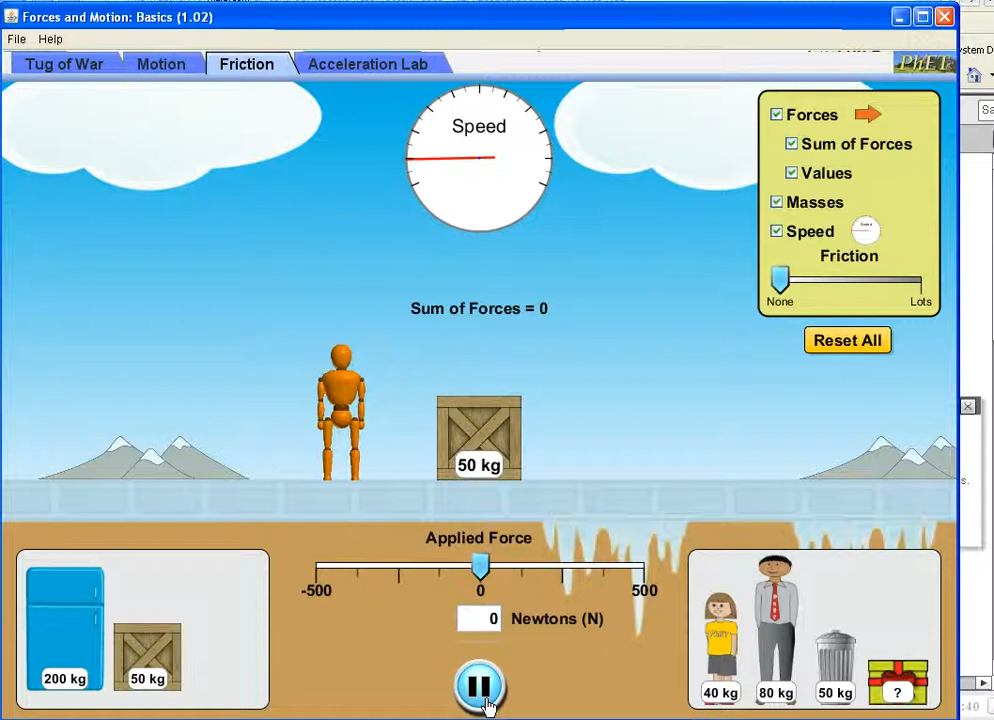 Forces and Motion: Basics (1.02)
File Help
Tug of War Motion Friction Acceleration Lab
PhET
Speed
Forces
Sum of Forces
Values
Masses
Speed
Friction
None Lots
Reset All
Sum of Forces = 0
50 kg
Applied Force
-500 0 500
0 Newtons (N)
200 kg 50 kg
40 kg 80 kg 50 kg ?
:40